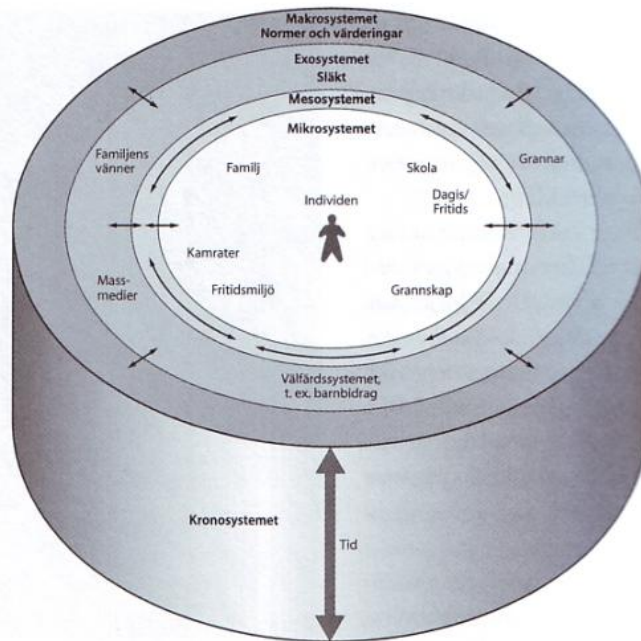 Makrosystemet
Normer och värderingar
Exosystemet
Släkt
Mesosystemet
Mikrosystemet
Familjens
vänner
Familj
Skola
Grannar
Individen
Dagis/
Fritids
Kamrater
Mass-
medier
Fritidsmiljö
Grannskap
Välfärdssystemet,
t. ex. barnbidrag
Kronosystemet
Tid